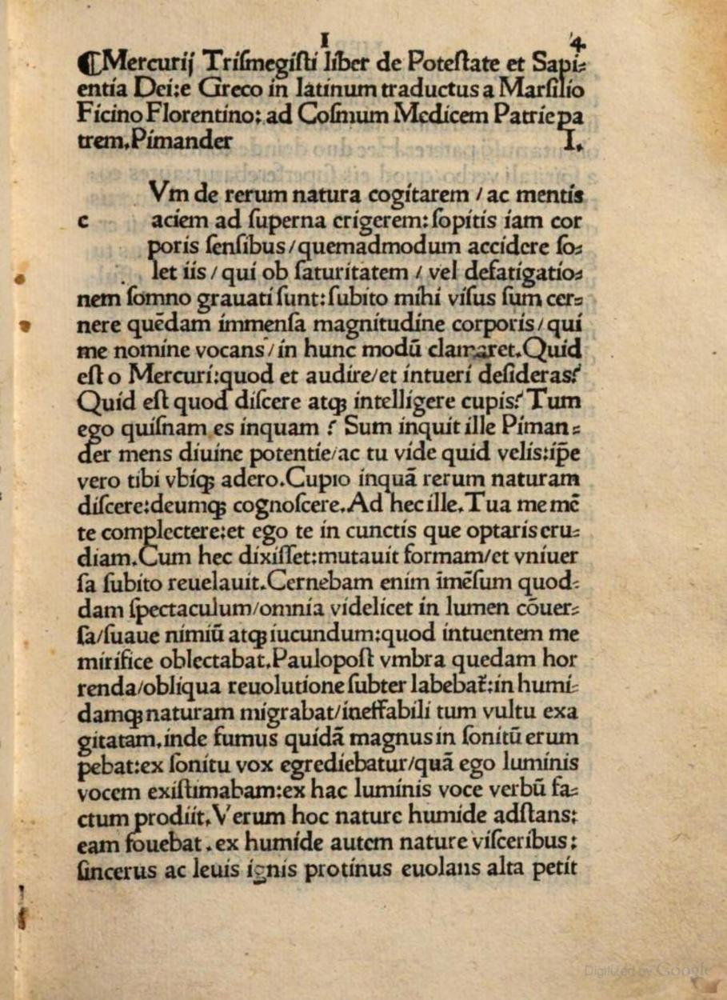 I 4
¶Mercurij Triſmegiſti liber de Poteſtate et Sapi⸗
entia Dei:e Greco in latinum traductus a Marſilio
Ficino Florentino: ad Coſmum Medicem Patrie pa
trem.Pimander I.
Vm de rerum natura cogitarem / ac mentis
c aciem ad ſuperna erigerem: ſopitis iam cor
poris ſenſibus/quemadmodum accidere ſo⸗
let iis / qui ob ſaturitatem / vel defatigatio⸗
nem ſomno grauati ſunt:ſubito mihi viſus ſum cer⸗
nere quēdam immenſa magnitudine corporis/qui
me nomine vocans/in hunc modū clamaret.Quid
eſt o Mercuri:quod et audire/et intueri deſideras?
Quid eſt quod diſcere atqꝫ intelligere cupis? Tum
ego quiſnam es inquam ? Sum inquit ille Piman⸗
der mens diuine potentie/ac tu vide quid velis:ip̄e
vero tibi vbiqꝫ adero.Cupio inquā rerum naturam
diſcere:deumqꝫ cognoſcere.Ad hec ille.Tua me mē
te complectere:et ego te in cunctis que optaris eru⸗
diam.Cum hec dixiſſet:mutauit formam/et vniuer
ſa ſubito reuelauit.Cernebam enim īmēſum quod⸗
dam ſpectaculum/omnia videlicet in lumen cōuer⸗
ſa/ſuaue nimiū atqꝫ iucundum:quod intuentem me
mirifice oblectabat.Paulopoſt vmbra quedam hor
renda/obliqua reuolutione ſubter labebat̄:in humi⸗
damqꝫ naturam migrabat/ineffabili tum vultu exa
gitatam.inde fumus quidā magnus in ſonitū erum
pebat:ex ſonitu vox egrediebatur/quā ego luminis
vocem exiſtimabam:ex hac luminis voce verbū fa⸗
ctum prodiit.Verum hoc nature humide adſtans:
eam fouebat.ex humide autem nature viſceribus:
ſincerus ac leuis ignis protinus euolans alta petit
Digitized by Google